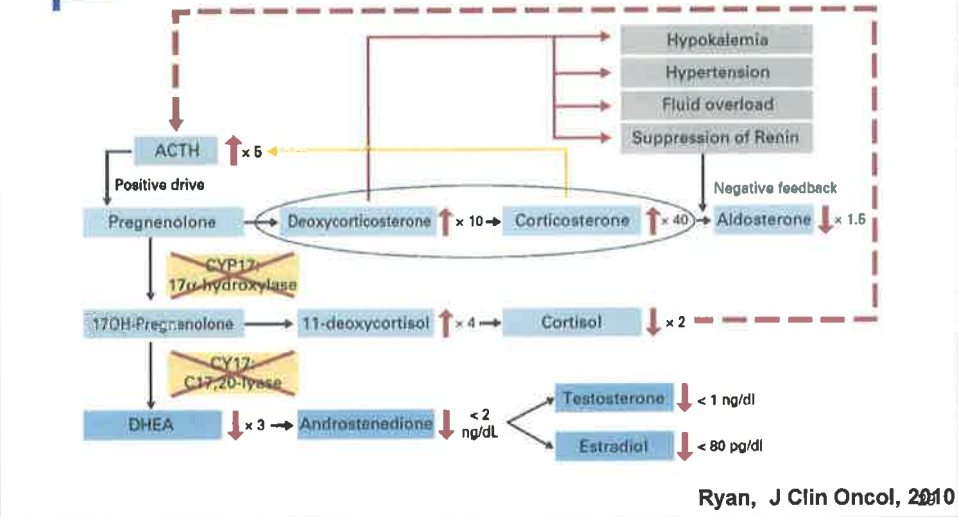 Hypokalemia
Hypertension
Fluid overload
Suppression of Renin
ACTH x 5
Positive drive
Negative feedback
Pregnenolone Deoxycorticosterone x 10 Corticosterone x 40 Aldosterone x 1.5
CYP17:
17α-hydroxylase
17OH-Pregnenolone 11-deoxycortisol x 4 Cortisol x 2
CY17:
C17,20-lyase
Testosterone < 1 ng/dl
DHEA x 3 Androstenedione < 2
ng/dL
Estradiol < 80 pg/dl
Ryan, J Clin Oncol, 2010